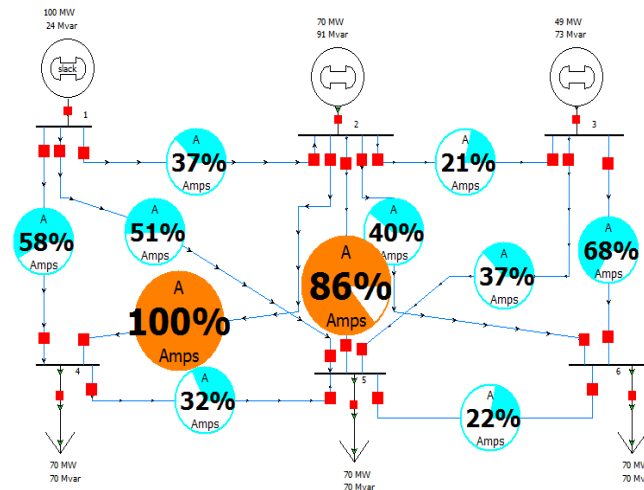 100 MW
24 Mvar
70 MW
91 Mvar
49 MW
73 Mvar
slack
1
2
3
A
37%
Amps
A
21%
Amps
A
58%
Amps
A
51%
Amps
A
40%
Amps
A
68%
Amps
A
86%
Amps
A
37%
Amps
A
100%
Amps
4
5
6
A
32%
Amps
A
22%
Amps
70 MW
70 Mvar
70 MW
70 Mvar
70 MW
70 Mvar